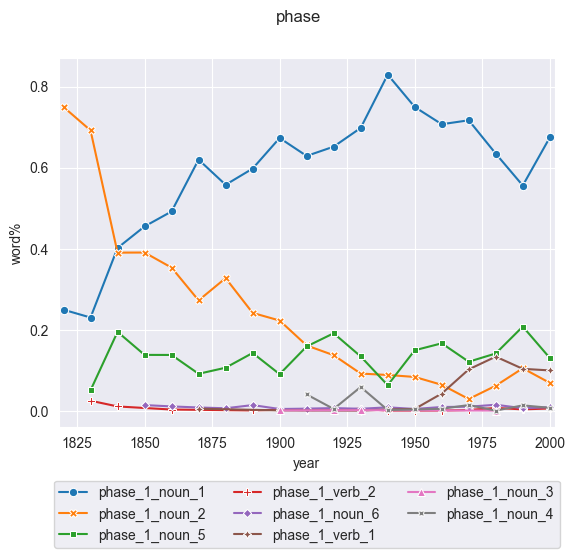 phase
0.8
0.6
0.4
0.2
0.0
word%
1825 1850 1875 1900 1925 1950 1975 2000
year
phase_1_noun_1 phase_1_verb_2 phase_1_noun_3
phase_1_noun_2 phase_1_noun_6 phase_1_noun_4
phase_1_noun_5 phase_1_verb_1